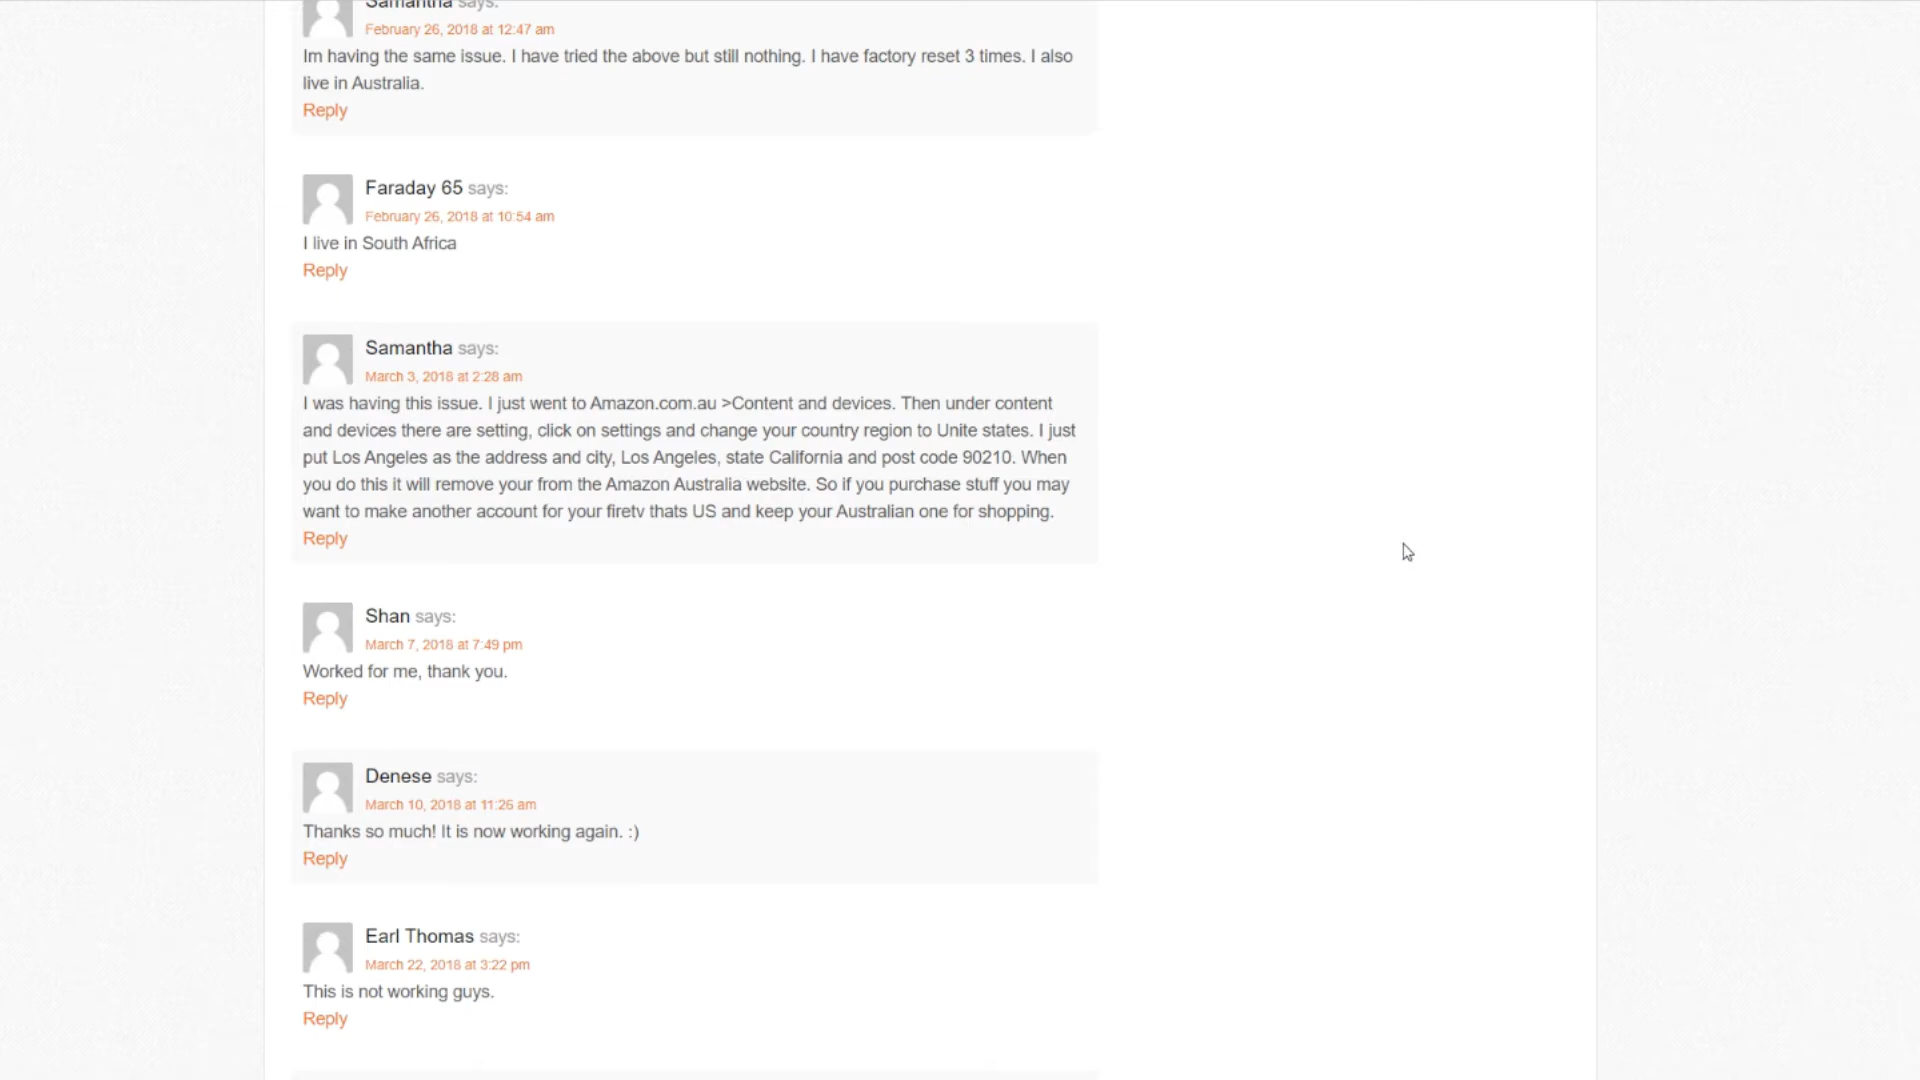 Samantha says:
February 26, 2018 at 12:47 am
Im having the same issue. I have tried the above but still nothing. I have factory reset 3 times. I also
live in Australia.
Reply
Faraday 65 says:
February 26, 2018 at 10:54 am
I live in South Africa
Reply
Samantha says:
March 3, 2018 at 2:28 am
I was having this issue. I just went to Amazon.com.au >Content and devices. Then under content
and devices there are setting, click on settings and change your country region to Unite states. I just
put Los Angeles as the address and city, Los Angeles, state California and post code 90210. When
you do this it will remove your from the Amazon Australia website. So if you purchase stuff you may
want to make another account for your firetv thats US and keep your Australian one for shopping.
Reply
Shan says:
March 7, 2018 at 7:49 pm
Worked for me, thank you.
Reply
Denese says:
March 10, 2018 at 11:26 am
Thanks so much! It is now working again. :)
Reply
Earl Thomas says:
March 22, 2018 at 3:22 pm
This is not working guys.
Reply